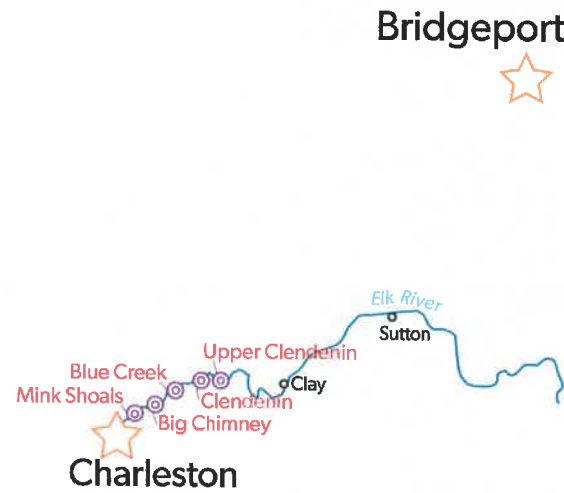 Bridgeport
Elk River
Sutton
Upper Clendenin
Blue Creek
Clay
Mink Shoals
Clendenin
Big Chimney
Charleston